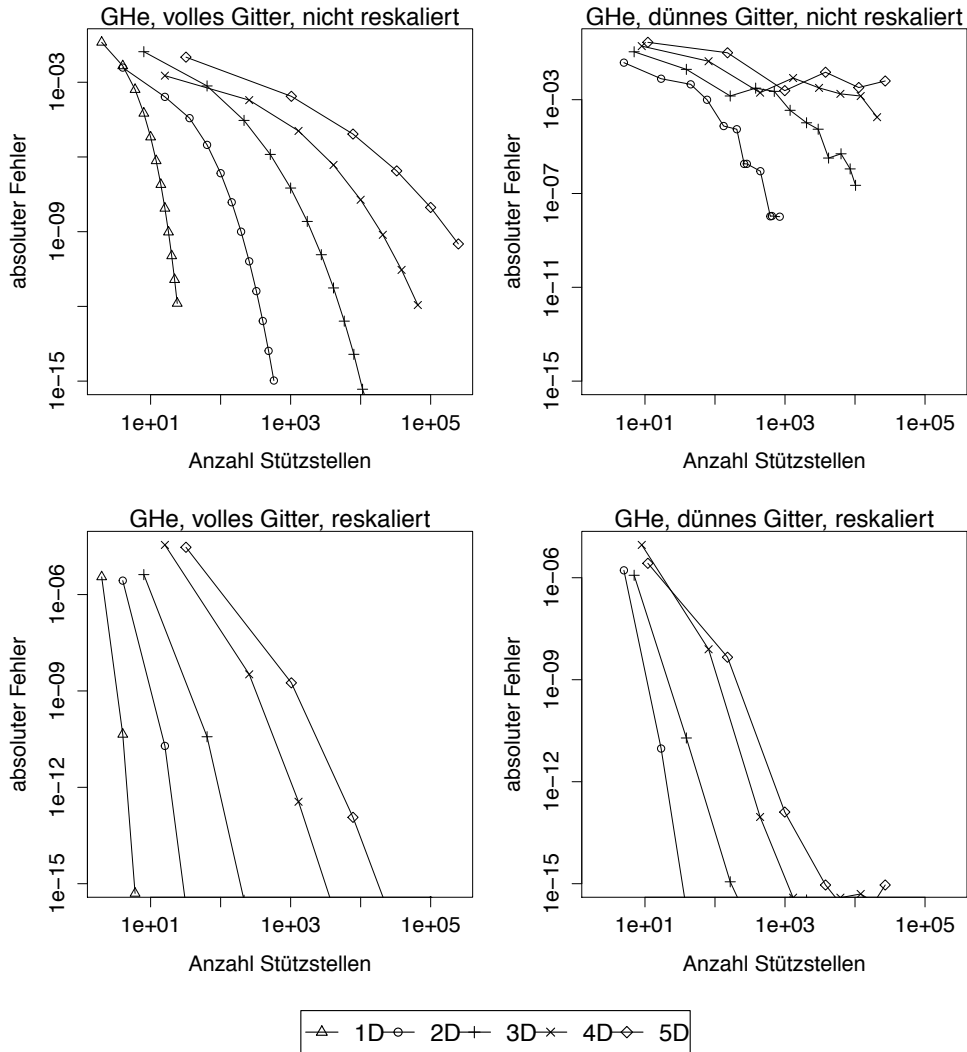 GHe, volles Gitter, nicht reskaliert
absoluter Fehler
1e−03
1e−09
1e−15
1e+01 1e+03 1e+05
Anzahl Stützstellen
GHe, dünnes Gitter, nicht reskaliert
absoluter Fehler
1e−03
1e−07
1e−11
1e−15
1e+01 1e+03 1e+05
Anzahl Stützstellen
GHe, volles Gitter, reskaliert
absoluter Fehler
1e−06
1e−09
1e−12
1e−15
1e+01 1e+03 1e+05
Anzahl Stützstellen
GHe, dünnes Gitter, reskaliert
absoluter Fehler
1e−06
1e−09
1e−12
1e−15
1e+01 1e+03 1e+05
Anzahl Stützstellen
1D 2D 3D 4D 5D